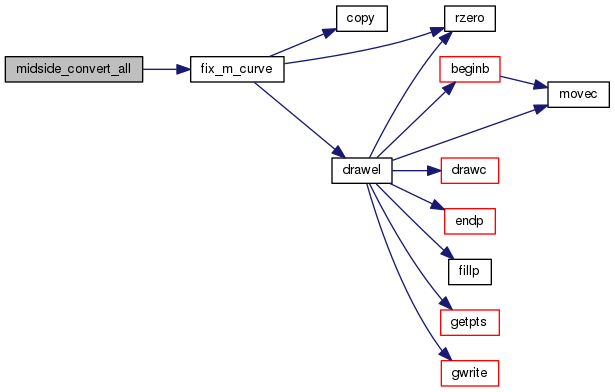 copy
rzero
midside_convert_all
fix_m_curve
beginb
movec
drawel
drawc
endp
fillp
getpts
gwrite